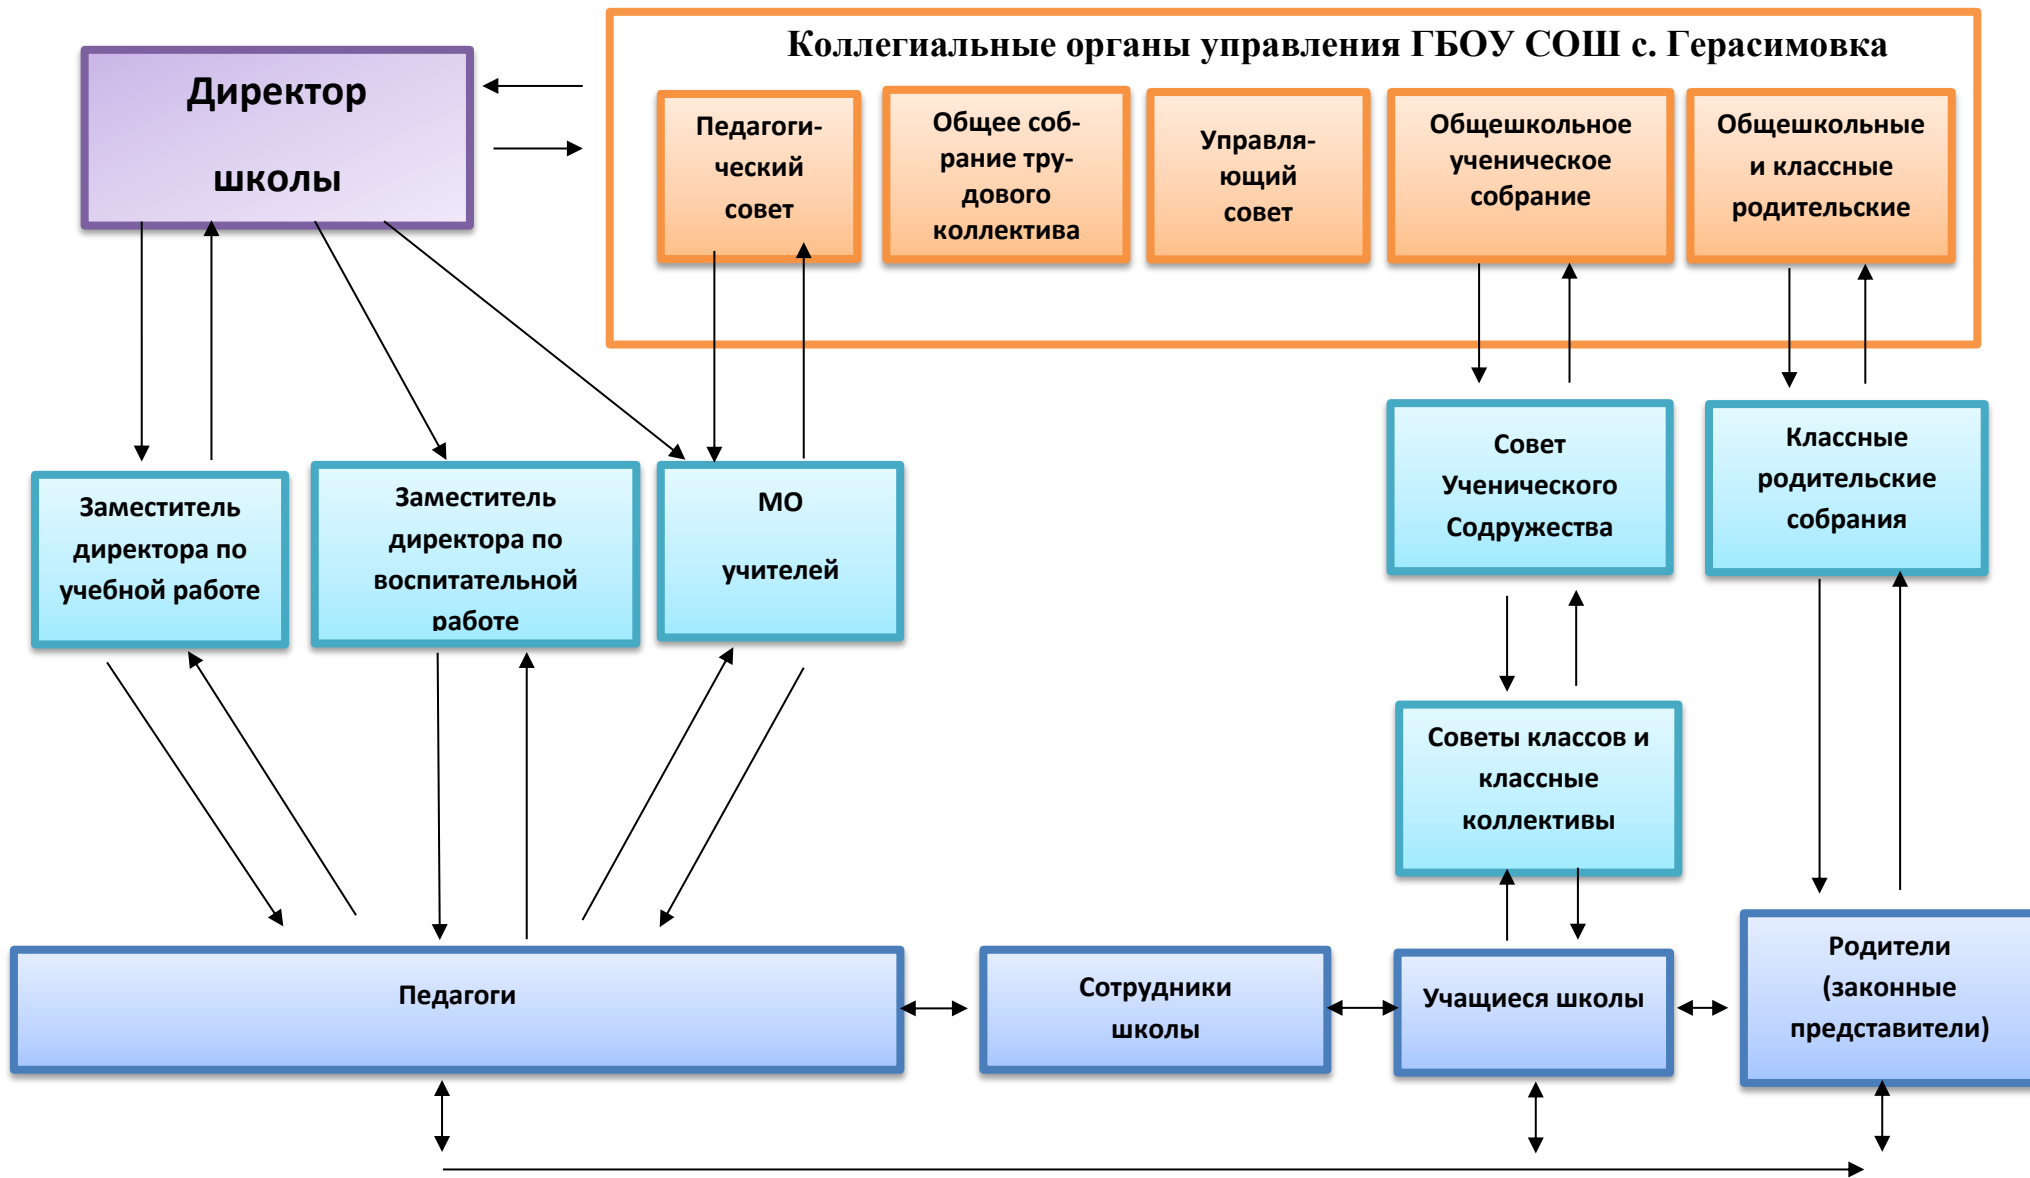 Коллегиальные органы управления ГБОУ СОШ с. Герасимовка
Директор
школы
Педагоги-
ческий
совет
Общее соб-
рание тру-
дового
коллектива
Управля-
ющий
совет
Общешкольное
ученическое
собрание
Общешкольные
и классные
родительские
Заместитель
директора по
учебной работе
Заместитель
директора по
воспитательной
работе
МО
учителей
Совет
Ученического
Содружества
Классные
родительские
собрания
Советы классов и
классные
коллективы
Педагоги
Сотрудники
школы
Учащиеся школы
Родители
(законные
представители)